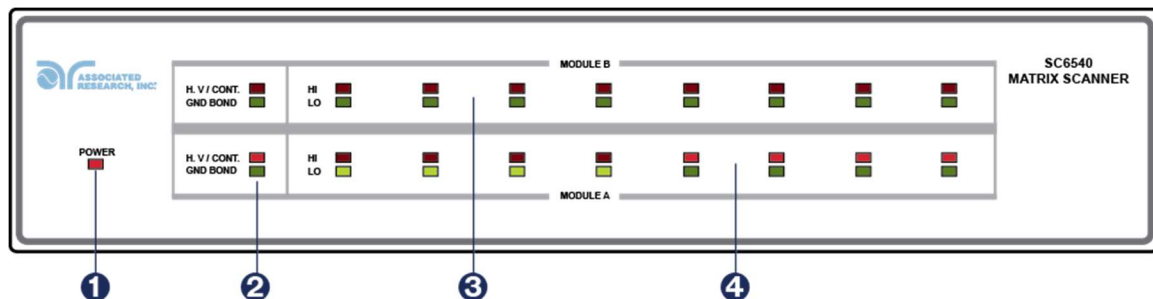 MODULE B
SC6540
MATRIX SCANNER
ASSOCIATED
RESEARCH, INC.
H. V / CONT.
GND BOND
HI
LO
POWER
H. V / CONT.
GND BOND
HI
LO
MODULE A
1 2 3 4